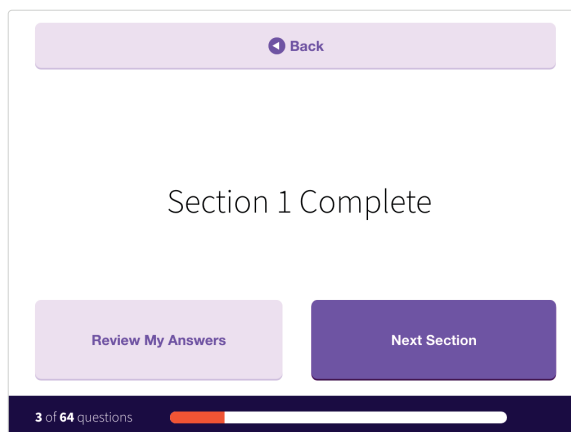 Back
Section 1 Complete
Review My Answers
Next Section
3 of 64 questions